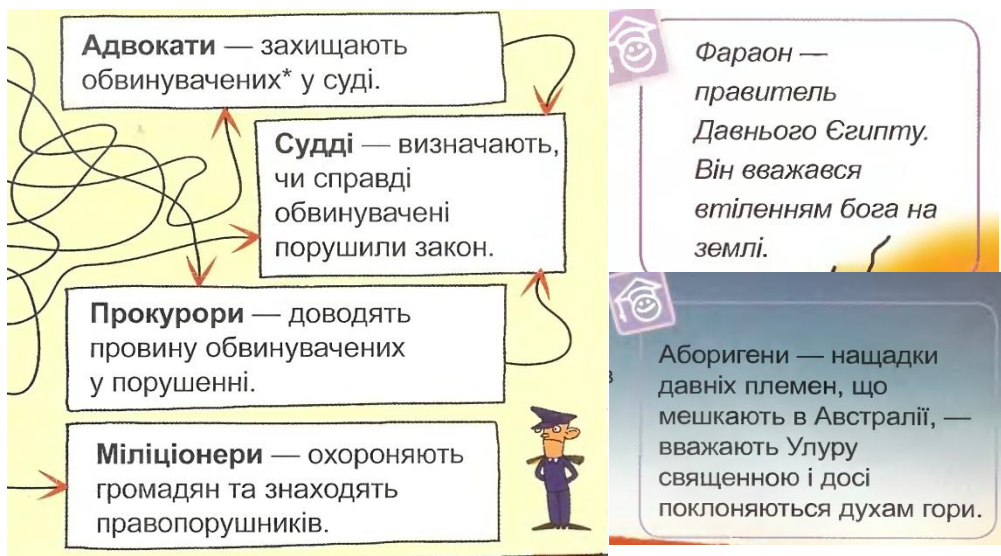 Адвокати — захищають
обвинувачених* у суді.
Судді — визначають,
чи справді
обвинувачені
порушили закон.
Прокурори — доводять
провину обвинувачених
у порушенні.
Міліціонери — охороняють
громадян та знаходять
правопорушників.
Фараон —
правитель
Давнього Єгипту.
Він вважався
втіленням бога на
землі.
Аборигени — нащадки
давніх племен, що
мешкають в Австралії, —
вважають Улуру
священною і досі
поклоняються духам гори.